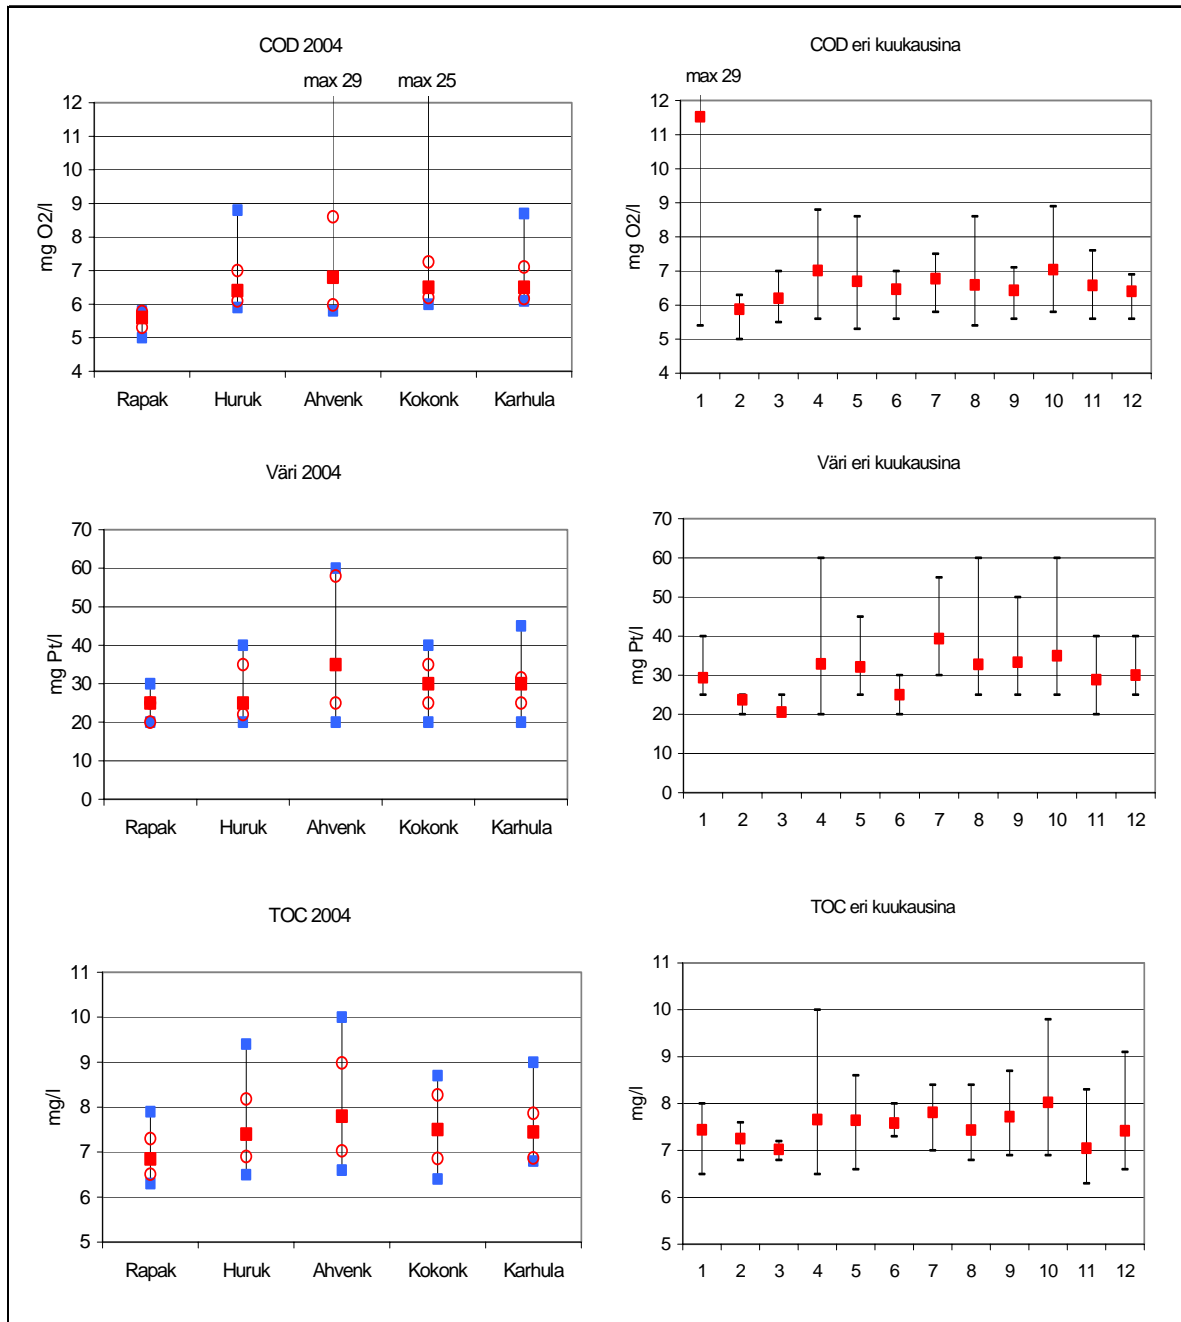 COD 2004
max 29 max 25
12
11
10
9
8
7
6
5
4
mg O2/l
Rapak Huruk Ahvenk Kokonk Karhula
COD eri kuukausina
max 29
12
11
10
9
8
7
6
5
4
mg O2/l
1 2 3 4 5 6 7 8 9 10 11 12
Väri 2004
70
60
50
40
30
20
10
0
mg Pt/l
Rapak Huruk Ahvenk Kokonk Karhula
Väri eri kuukausina
70
60
50
40
30
20
10
0
mg Pt/l
1 2 3 4 5 6 7 8 9 10 11 12
TOC 2004
11
10
9
8
7
6
5
mg/l
Rapak Huruk Ahvenk Kokonk Karhula
TOC eri kuukausina
11
10
9
8
7
6
5
mg/l
1 2 3 4 5 6 7 8 9 10 11 12